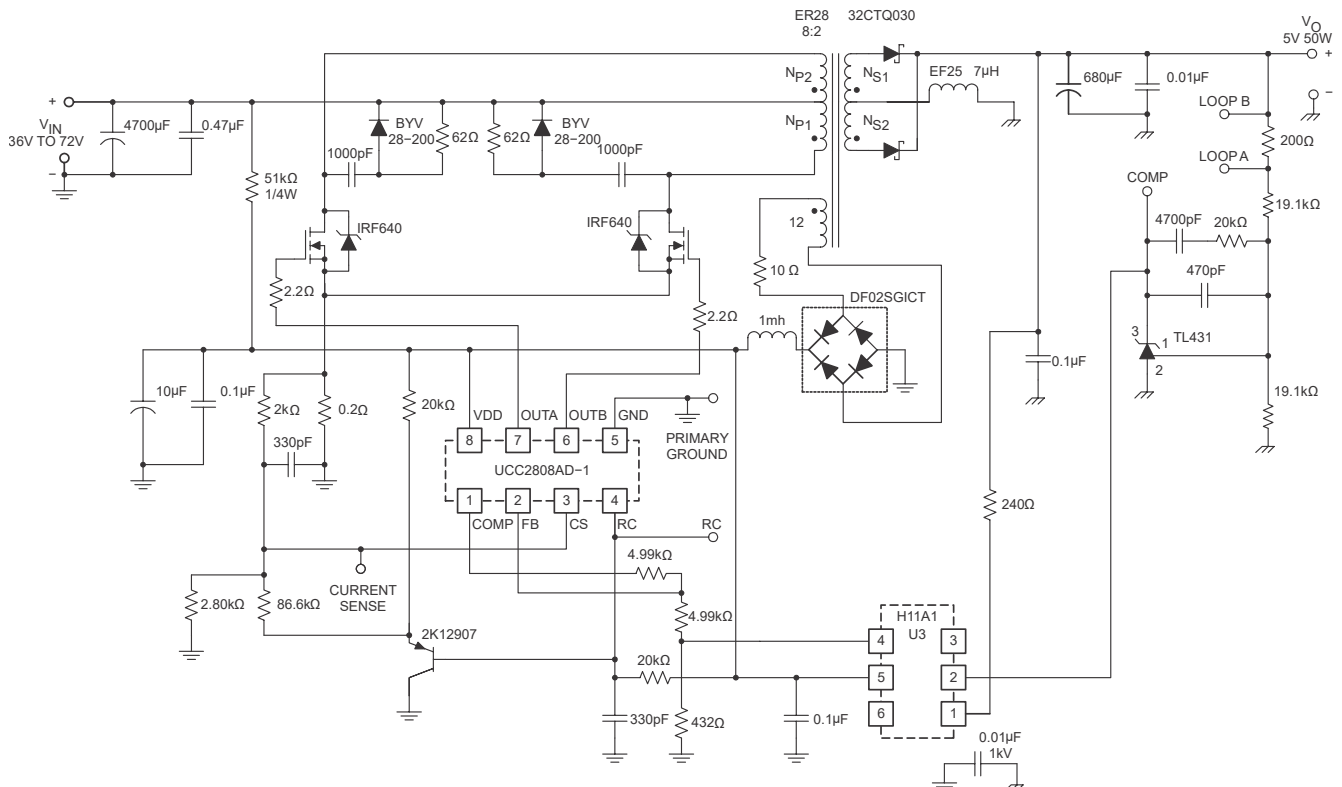 ER28 32CTQ030
8:2
VO
5V 50W
+
−
NP2
NS1
EF25 7µH
NP1
NS2
680µF
0.01µF
LOOP B
200Ω
LOOP A
+
VIN
36V TO 72V
−
4700µF
0.47µF
BYV
28−200
62Ω
62Ω
BYV
28−200
1000pF
1000pF
51kΩ
1/4W
COMP
19.1kΩ
4700pF
20kΩ
IRF640
IRF640
12
10 Ω
470pF
2.2Ω
2.2Ω
DF02SGICT
1mh
3
1
TL431
2
0.1µF
19.1kΩ
10µF
0.1µF
2kΩ
0.2Ω
20kΩ
330pF
VDD
OUTA
OUTB
GND
8
7
6
5
PRIMARY
GROUND
UCC2808AD−1
1
2
3
4
COMP
FB
CS
RC
RC
240Ω
4.99kΩ
CURRENT
SENSE
2.80kΩ
86.6kΩ
4.99kΩ
2K12907
H11A1
U3
4
3
5
2
6
1
20kΩ
330pF
432Ω
0.1µF
0.01µF
1kV